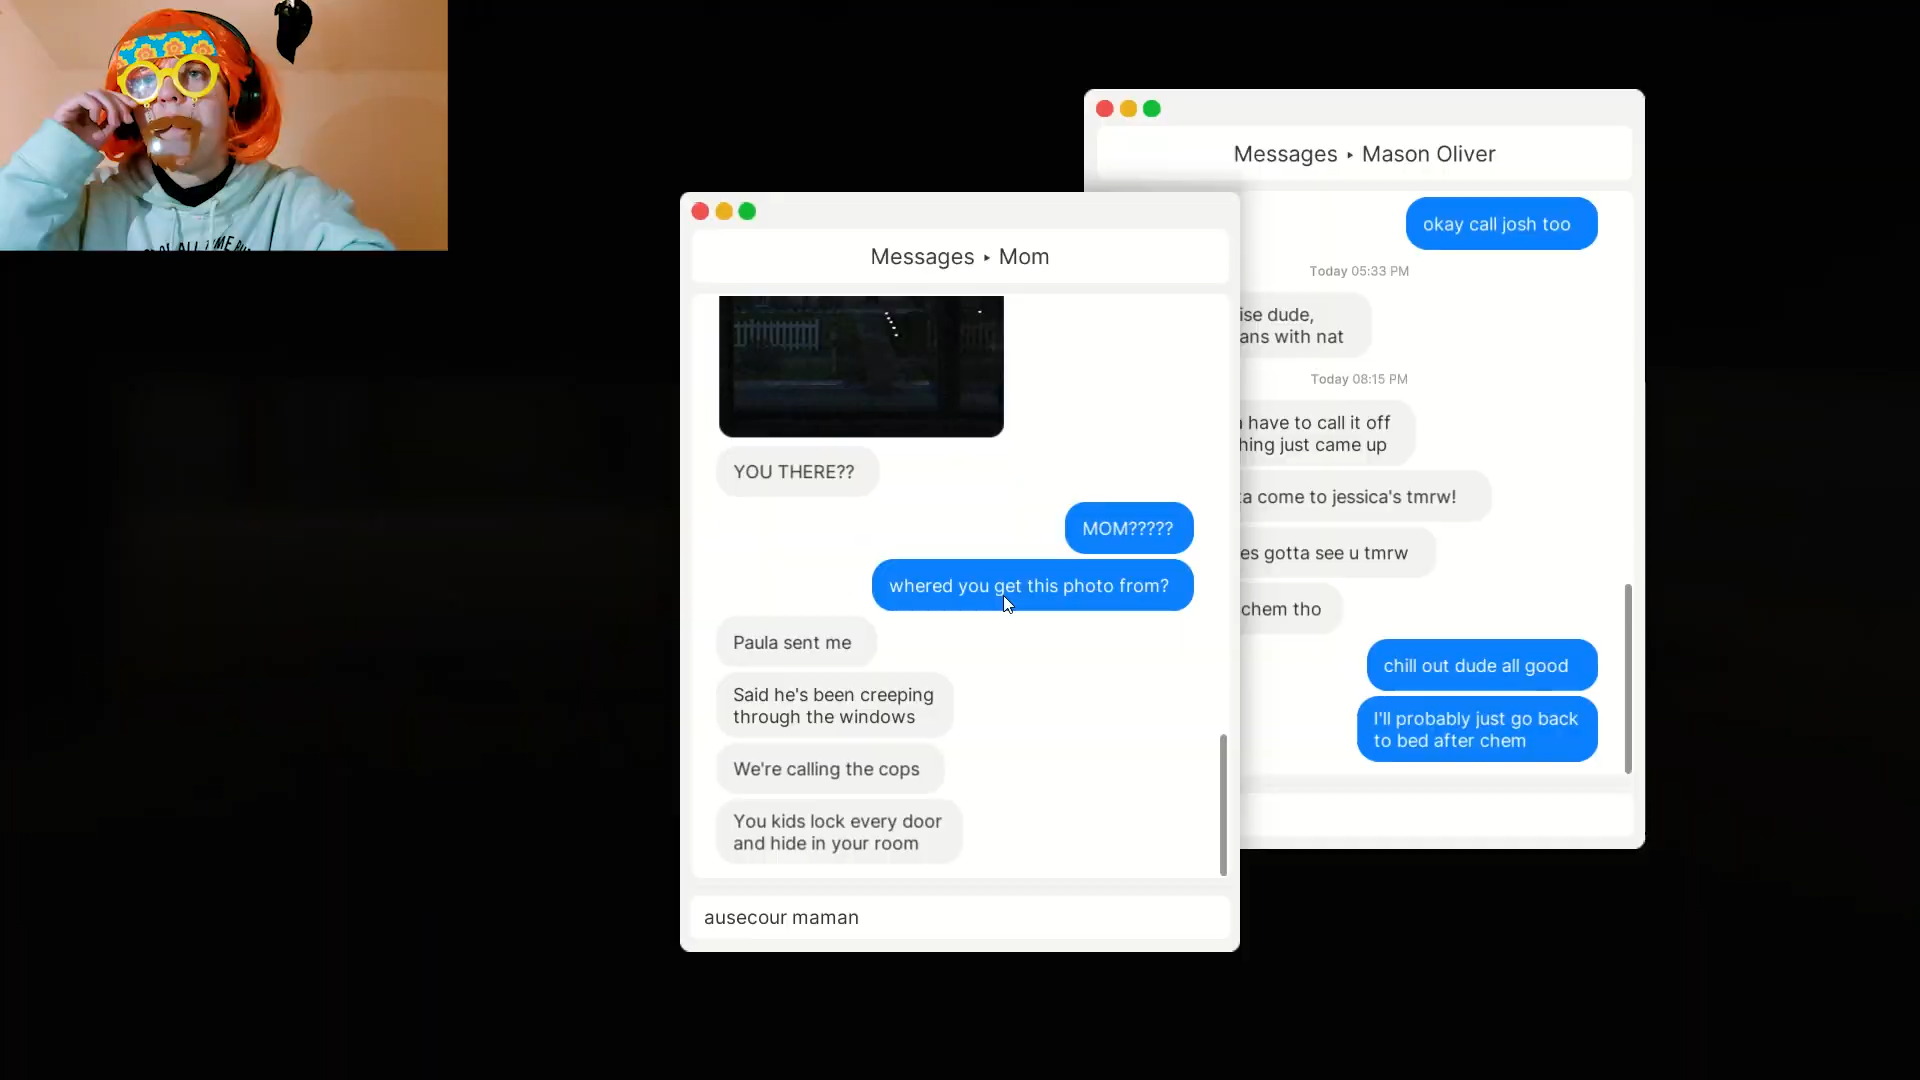 Messages ‣ Mom
YOU THERE??
MOM?????
whered you get this photo from?
Paula sent me
Said he's been creeping
through the windows
We're calling the cops
You kids lock every door
and hide in your room
ausecour maman
Messages ‣ Mason Oliver
okay call josh too
Today 05:33 PM
ise dude,
ans with nat
Today 08:15 PM
have to call it off
hing just came up
a come to jessica's tmrw!
es gotta see u tmrw
chem tho
chill out dude all good
I'll probably just go back
to bed after chem